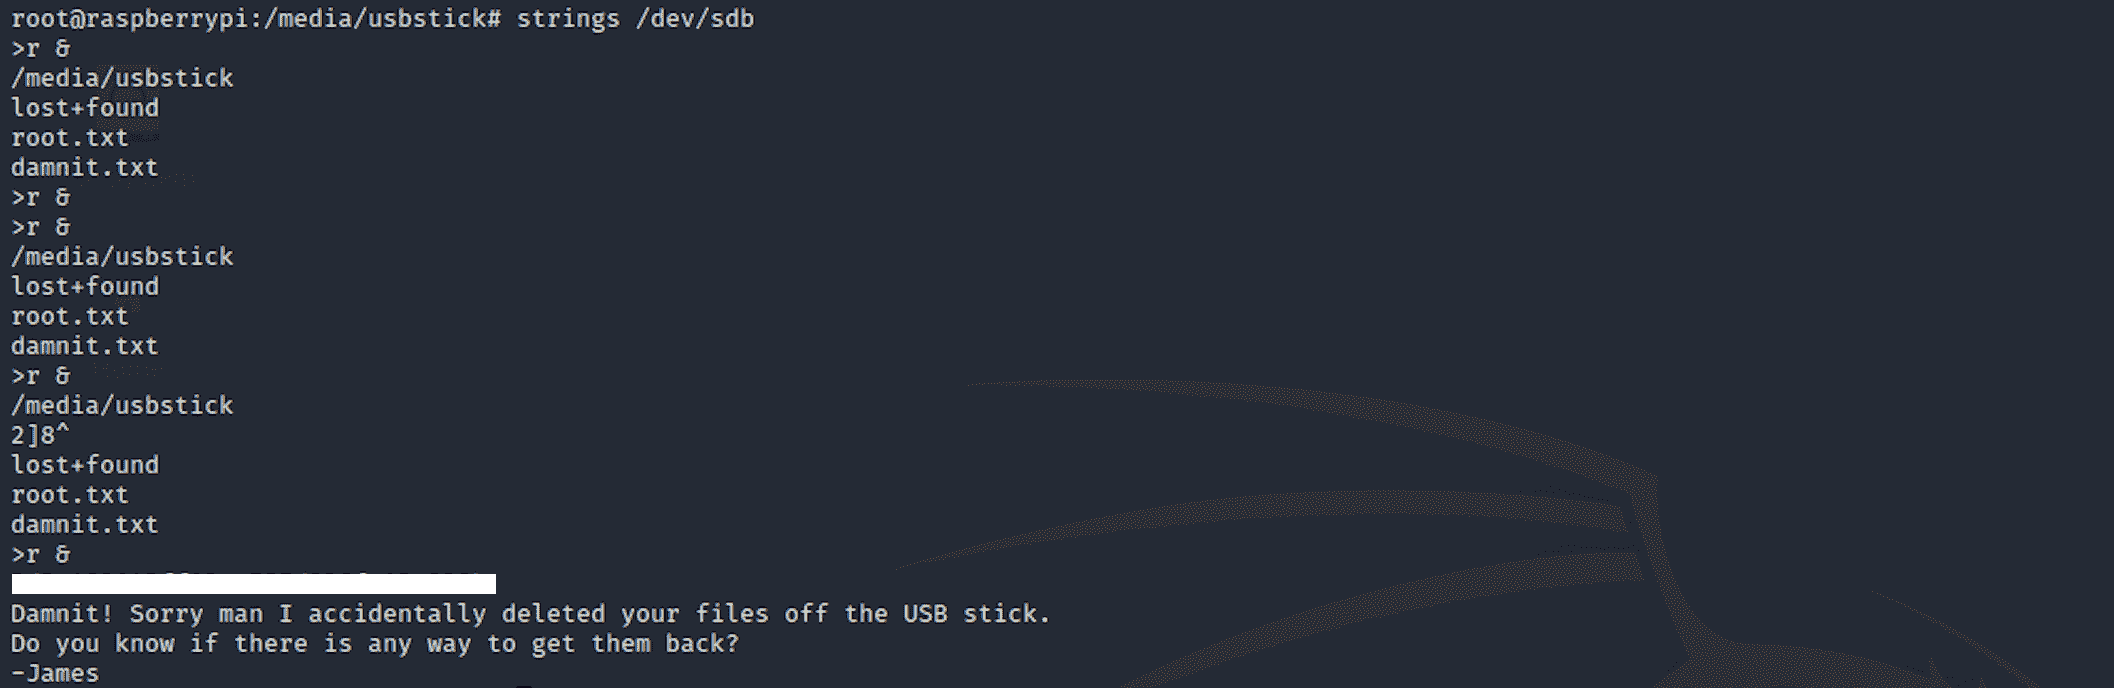 root@raspberrypi:/media/usbstick# strings /dev/sdb
>r &
/media/usbstick
lost+found
root.txt
damnit.txt
>r &
>r &
/media/usbstick
lost+found
root.txt
damnit.txt
>r &
/media/usbstick
2]8^
lost+found
root.txt
damnit.txt
>r &
Damnit! Sorry man I accidentally deleted your files off the USB stick.
Do you know if there is any way to get them back?
-James